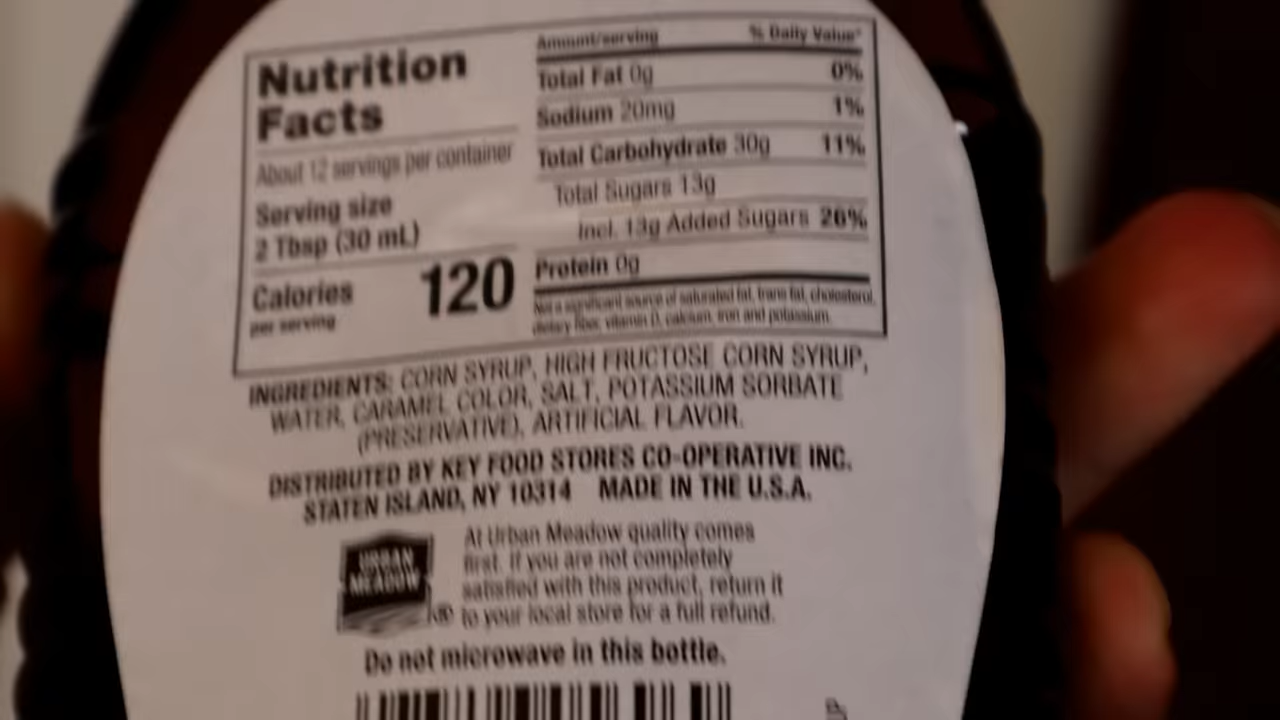 Nutrition
Facts
About 12 servings per container
Serving size
2 Tbsp (30 mL)
Calories 120
per serving
Amount/serving % Daily Value*
Total Fat 0g 0%
Sodium 20mg 1%
Total Carbohydrate 30g 11%
Total Sugars 13g
Incl. 13g Added Sugars 26%
Protein 0g
Not a significant source of saturated fat, trans fat, cholesterol,
dietary fiber, vitamin D, calcium, iron and potassium.
INGREDIENTS: CORN SYRUP, HIGH FRUCTOSE CORN SYRUP,
WATER, CARAMEL COLOR, SALT, POTASSIUM SORBATE
(PRESERVATIVE), ARTIFICIAL FLAVOR.
DISTRIBUTED BY KEY FOOD STORES CO-OPERATIVE INC.
STATEN ISLAND, NY 10314 MADE IN THE U.S.A.
URBAN
MEADOW
®
At Urban Meadow quality comes
first. If you are not completely
satisfied with this product, return it
to your local store for a full refund.
Do not microwave in this bottle.